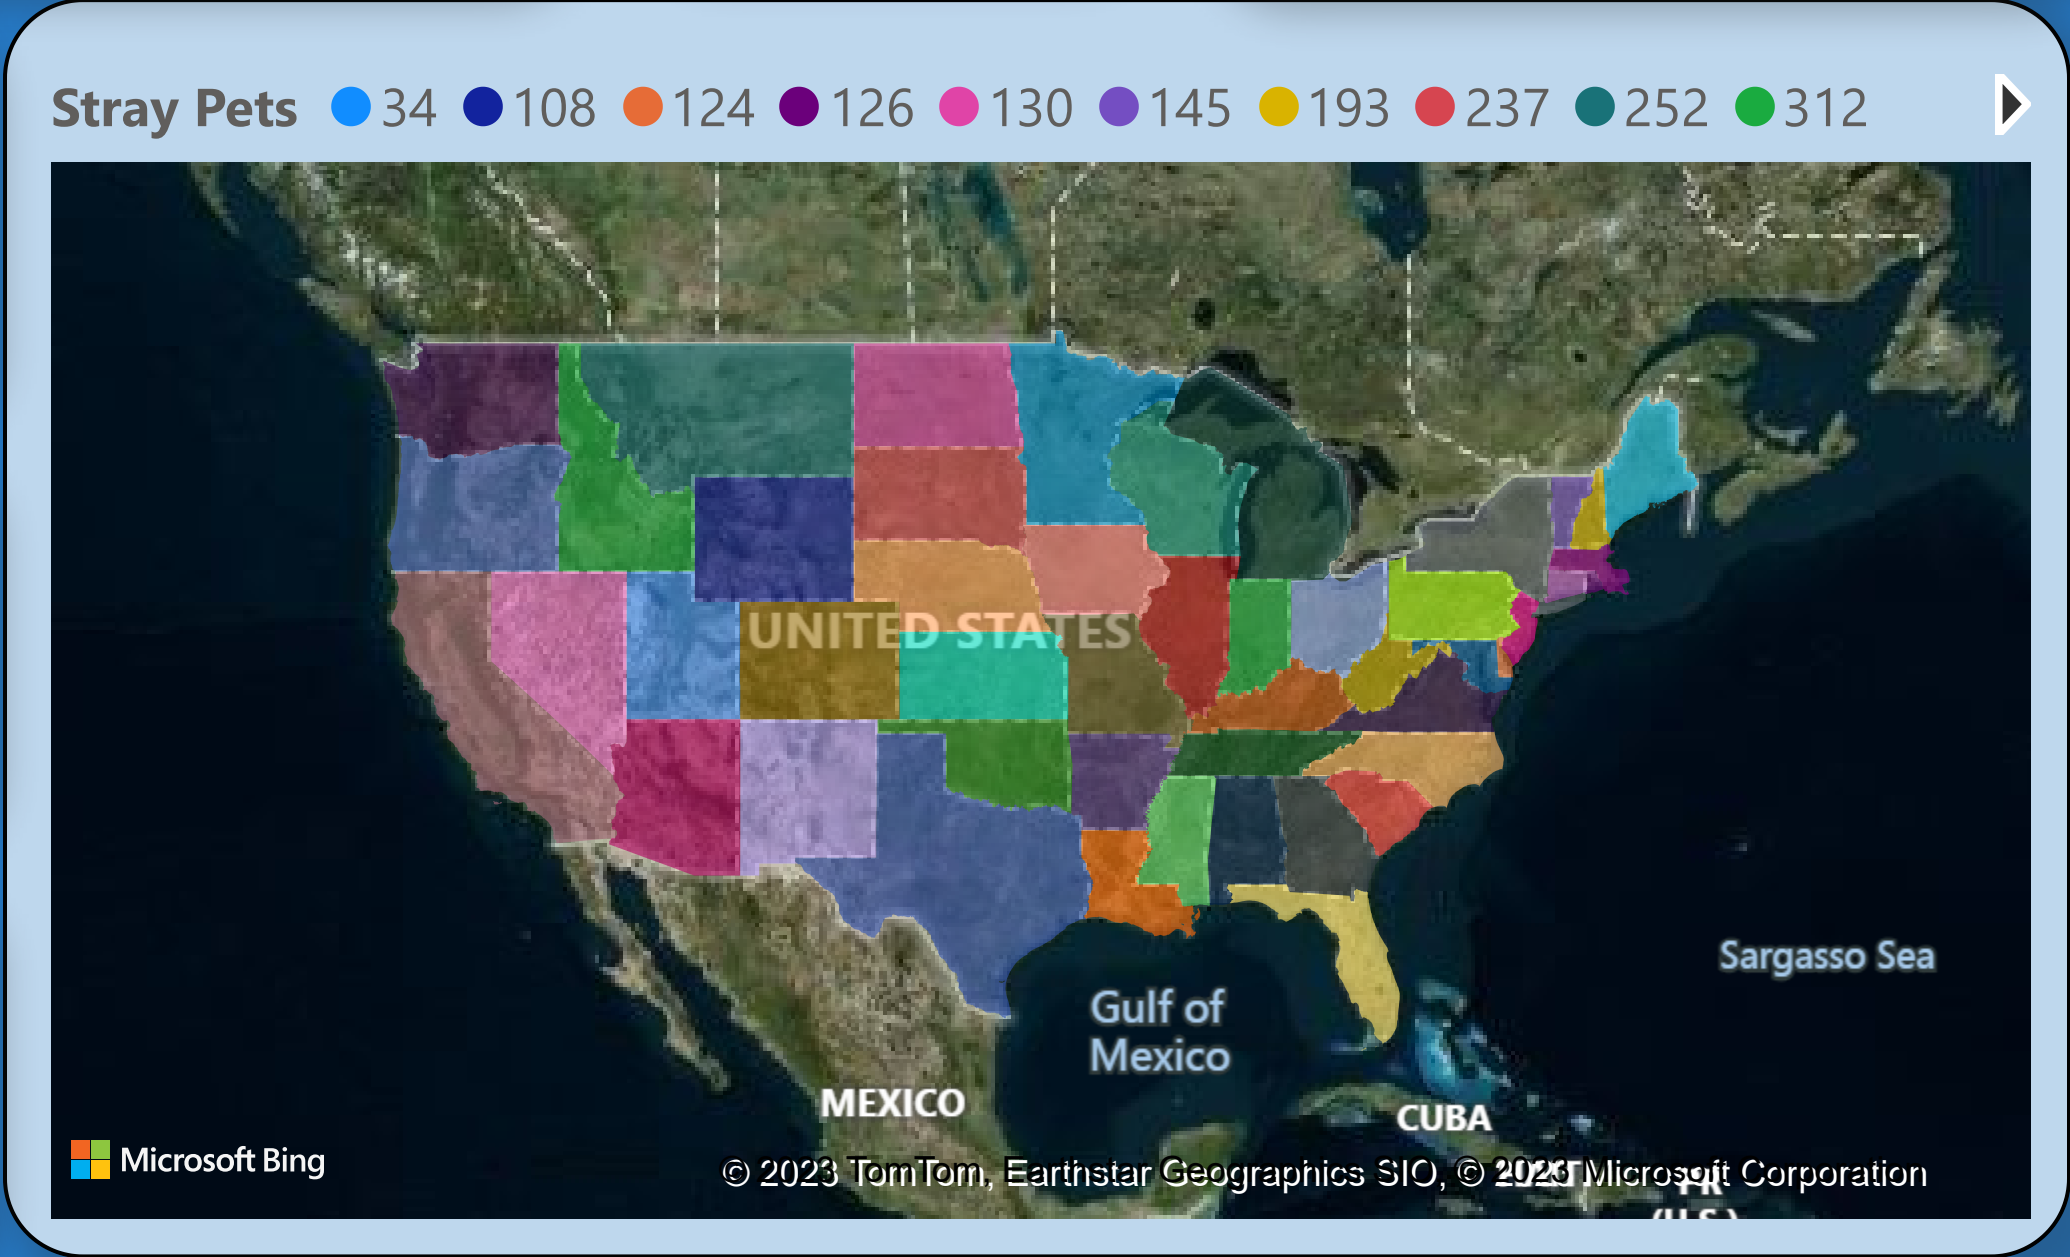 Stray Pets 34 108 124 126 130 145 193 237 252 312
UNITED STATES
Sargasso Sea
Gulf of
Mexico
MEXICO
CUBA
Microsoft Bing
© 2023 TomTom, Earthstar Geographics SIO, © 2023 Microsoft Corporation
PR
(U.S.)